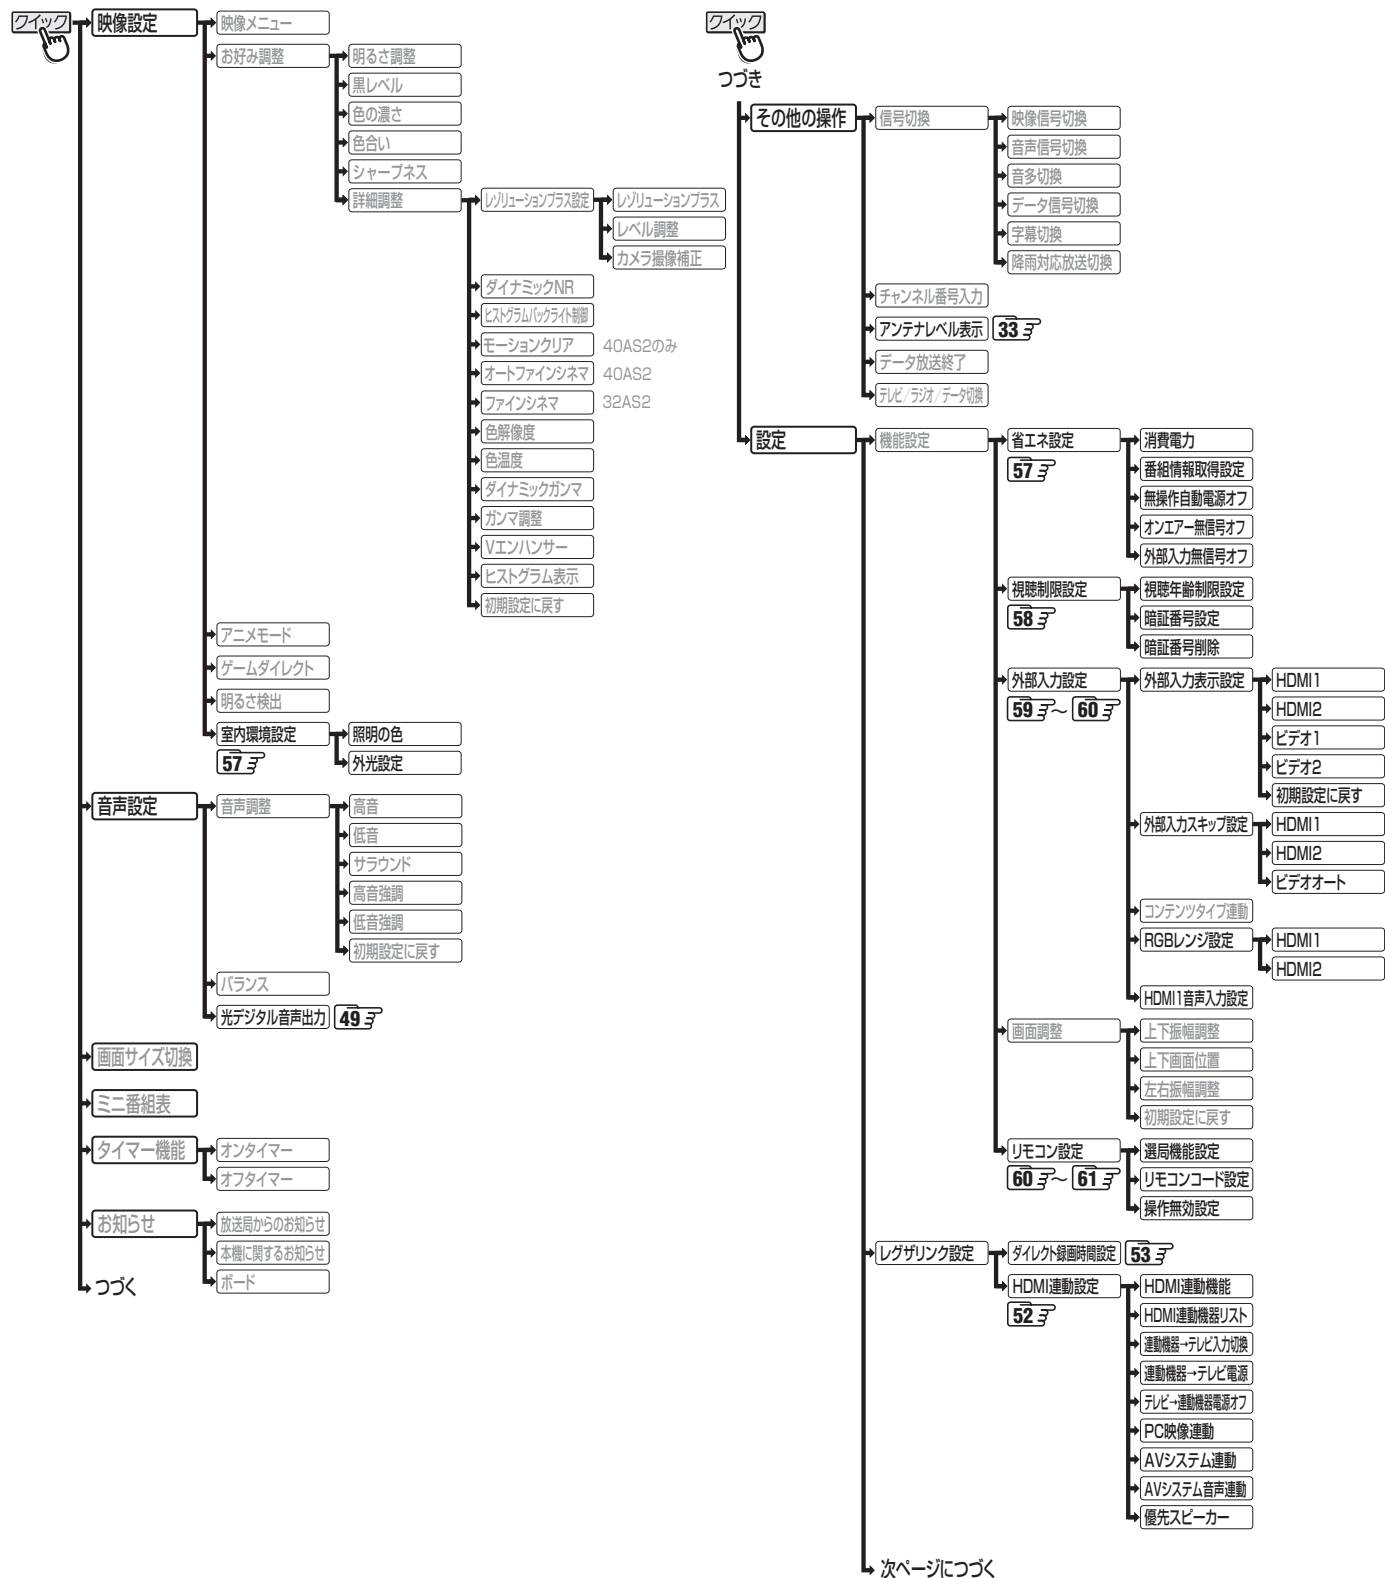 クイック
映像設定
映像メニュー
お好み調整
明るさ調整
黒レベル
色の濃さ
色合い
シャープネス
詳細調整
レゾリューションプラス設定
レゾリューションプラス
レベル調整
カメラ撮像補正
ダイナミックNR
ヒストグラムバックライト制御
モーションクリア 40AS2のみ
オートファインシネマ 40AS2
ファインシネマ 32AS2
色解像度
色温度
ダイナミックガンマ
ガンマ調整
Vエンハンサー
ヒストグラム表示
初期設定に戻す
アニメモード
ゲームダイレクト
明るさ検出
室内環境設定
57
照明の色
外光設定
音声設定
音声調整
高音
低音
サラウンド
高音強調
低音強調
初期設定に戻す
バランス
光デジタル音声出力 49
画面サイズ切換
ミニ番組表
タイマー機能
オンタイマー
オフタイマー
お知らせ
放送局からのお知らせ
本機に関するお知らせ
ボード
つづく
クイック
つづき
その他の操作
信号切換
映像信号切換
音声信号切換
音多切換
データ信号切換
字幕切換
降雨対応放送切換
チャンネル番号入力
アンテナレベル表示 33
データ放送終了
テレビ/ラジオ/データ切換
設定
機能設定
省エネ設定
57
消費電力
番組情報取得設定
無操作自動電源オフ
オンエアー無信号オフ
外部入力無信号オフ
視聴制限設定
58
視聴年齢制限設定
暗証番号設定
暗証番号削除
外部入力設定
59～60
外部入力表示設定
HDMI1
HDMI2
ビデオ1
ビデオ2
初期設定に戻す
外部入力スキップ設定
HDMI1
HDMI2
ビデオオート
コンテンツタイプ連動
RGBレンジ設定
HDMI1
HDMI2
HDMI1音声入力設定
画面調整
上下振幅調整
上下画面位置
左右振幅調整
初期設定に戻す
リモコン設定
60～61
選局機能設定
リモコンコード設定
操作無効設定
レグザリンク設定
ダイレクト録画時間設定 53
HDMI連動設定
52
HDMI連動機能
HDMI連動機器リスト
連動機器→テレビ入力切換
連動機器→テレビ電源
テレビ→連動機器電源オフ
PC映像連動
AVシステム連動
AVシステム音声連動
優先スピーカー
次ページにつづく